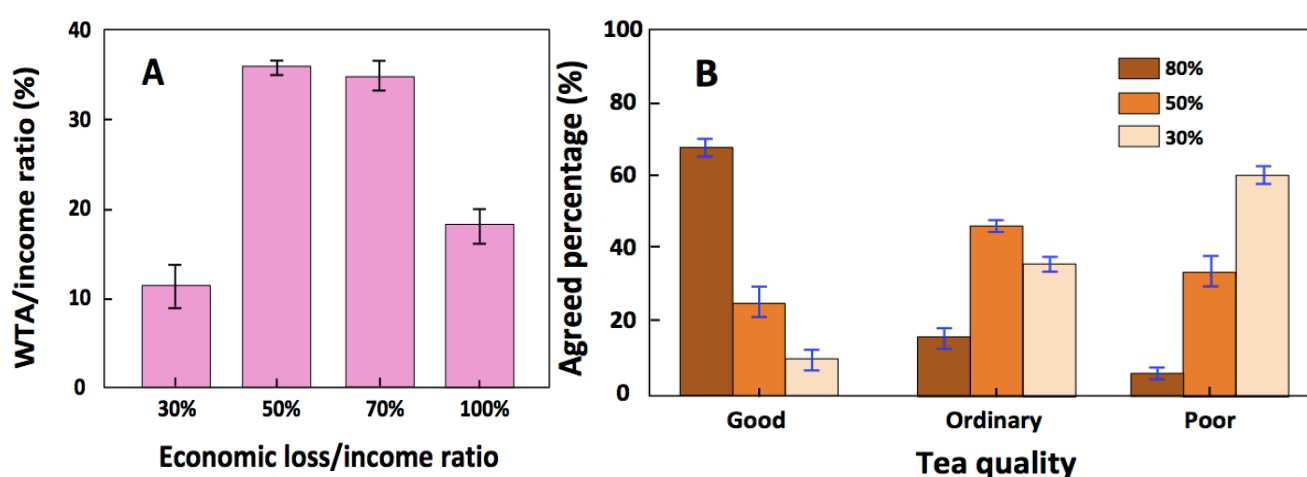 A
WTA/income ratio (%)
40
30
20
10
0
30% 50% 70% 100%
Economic loss/income ratio
B
Agreed percentage (%)
100
80
60
40
20
0
80%
50%
30%
Good Ordinary Poor
Tea quality